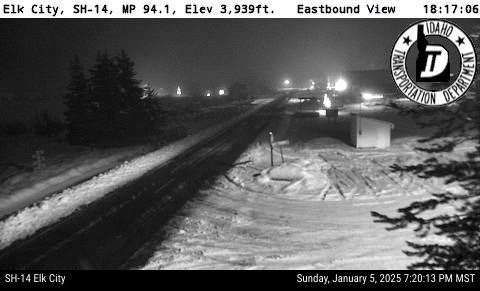 Elk City, SH-14, MP 94.1, Elev 3,939ft. Eastbound View 18:17:06
IDAHO
TRANSPORTATION DEPARTMENT
SH-14 Elk City Sunday, January 5, 2025 7:20:13 PM MST